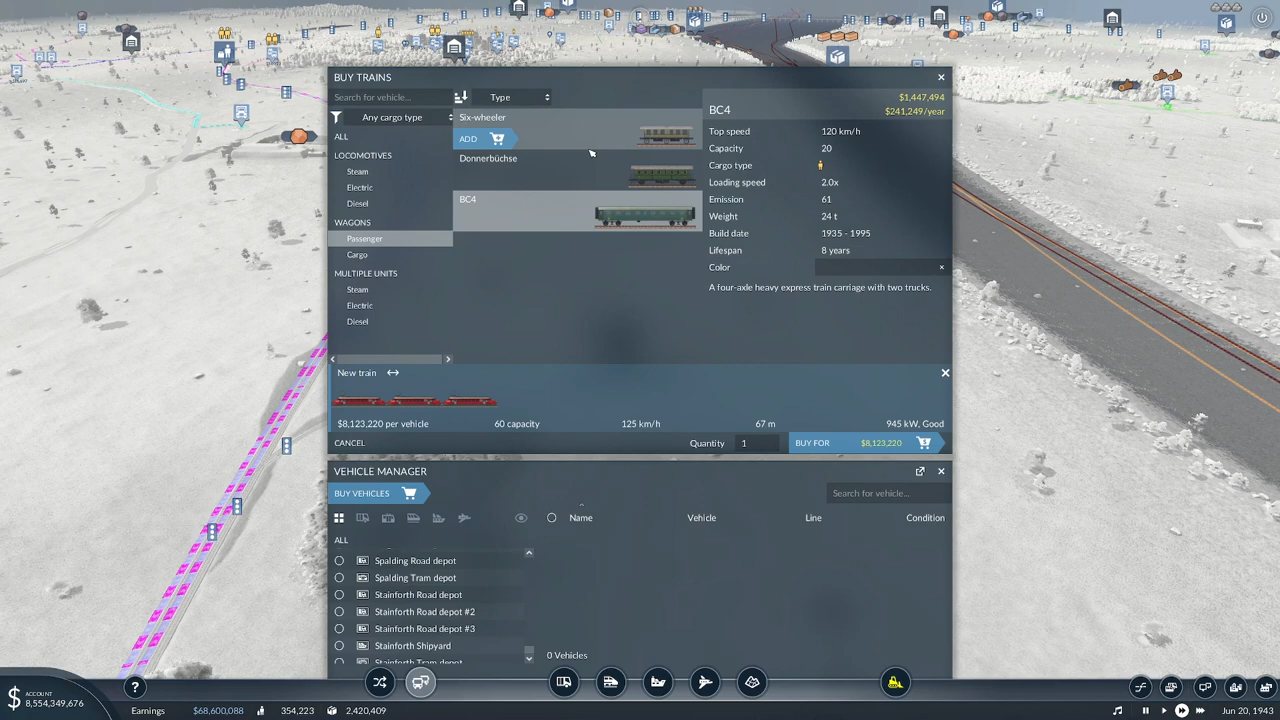 BUY TRAINS
Search for vehicle...
Type
Any cargo type
ALL
LOCOMOTIVES
Steam
Electric
Diesel
WAGONS
Passenger
Cargo
MULTIPLE UNITS
Steam
Electric
Diesel
Six-wheeler
ADD
Donnerbüchse
BC4
BC4
$1,447,494
$241,249/year
Top speed 120 km/h
Capacity 20
Cargo type
Loading speed 2.0x
Emission 61
Weight 24 t
Build date 1935 - 1995
Lifespan 8 years
Color
A four-axle heavy express train carriage with two trucks.
New train
$8,123,220 per vehicle 60 capacity 125 km/h 67 m 945 kW, Good
CANCEL Quantity 1 BUY FOR $8,123,220
VEHICLE MANAGER
BUY VEHICLES
Search for vehicle...
Name Vehicle Line Condition
ALL
Spalding Road depot
Spalding Tram depot
Stainforth Road depot
Stainforth Road depot #2
Stainforth Road depot #3
Stainforth Shipyard
Stainforth Tram depot
0 Vehicles
?
$ ACCOUNT
8,554,349,676
Earnings $68,600,088 354,223 2,420,409 Jun 20, 1943